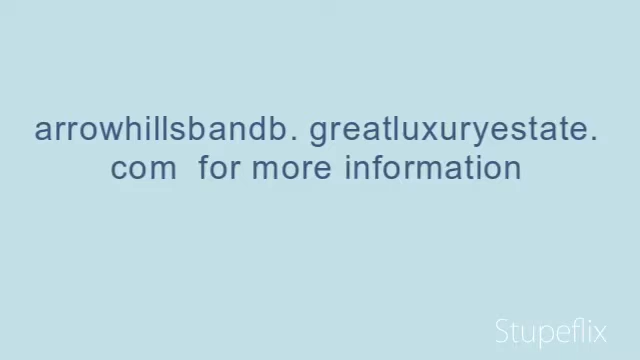 arrowhillsbandb. greatluxuryestate.
com  for more information
Stupeflix